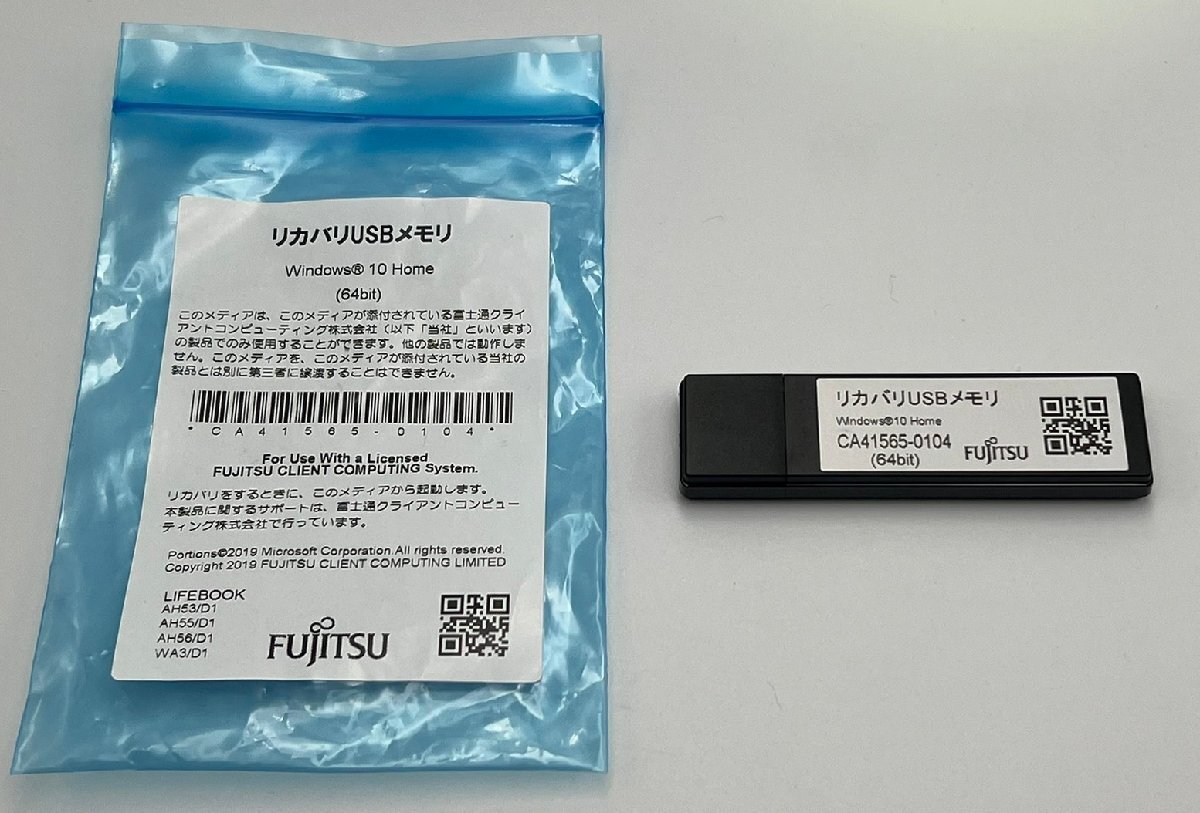 リカバリUSBメモリ
Windows® 10 Home
(64bit)
このメディアは、このメディアが添付されている富士通クライ
アントコンピューティング株式会社（以下「当社」といいます）
の製品でのみ使用することができます。他の製品では動作しま
せん。このメディアを、このメディアが添付されている当社の
製品とは別に第三者に譲渡することはできません。
*CA41565-0104*
For Use With a Licensed
FUJITSU CLIENT COMPUTING System.
リカバリをするときに、このメディアから起動します。
本製品に関するサポートは、富士通クライアントコンピュー
ティング株式会社で行っています。
Portions©2019 Microsoft Corporation.All rights reserved.
Copyright 2019 FUJITSU CLIENT COMPUTING LIMITED
LIFEBOOK
AH53/D1
AH55/D1
AH56/D1
WA3/D1
FUJITSU
リカバリUSBメモリ
Windows®10 Home
CA41565-0104
(64bit)
FUJITSU